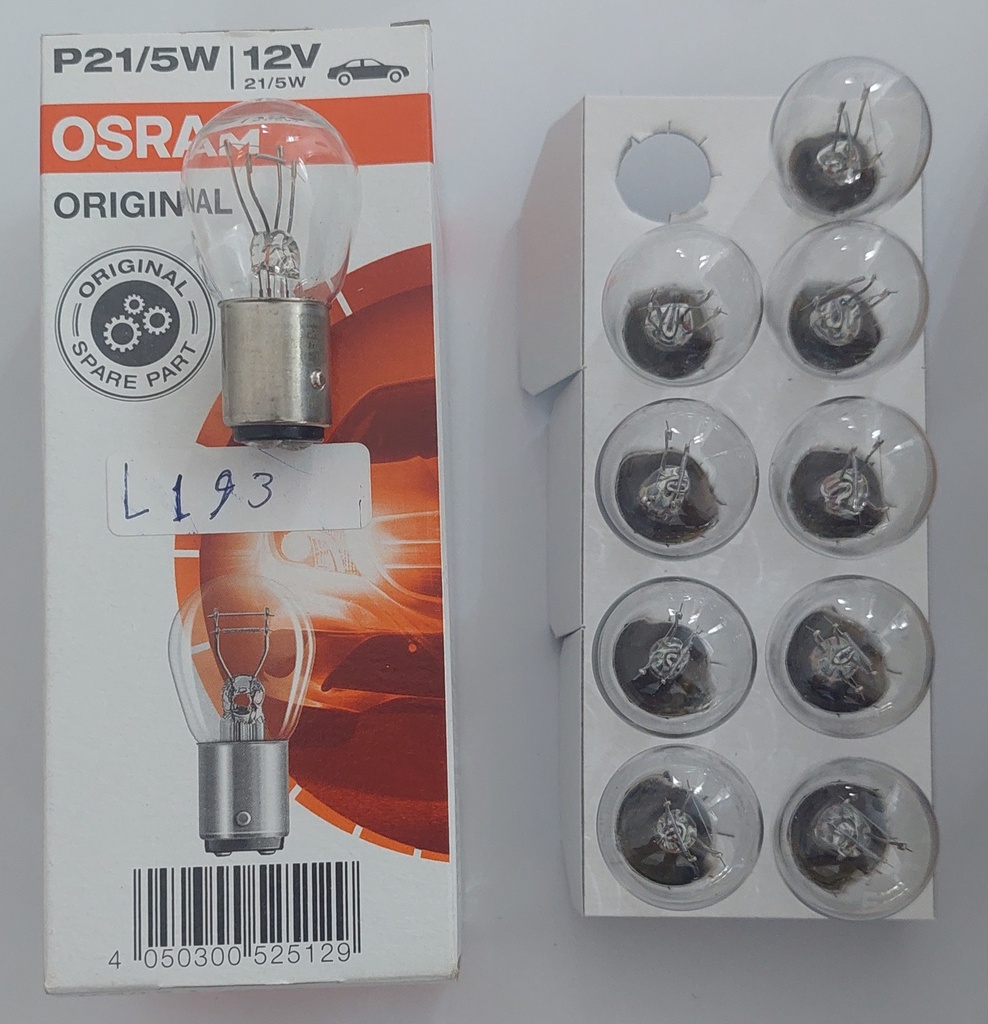 P21/5W 12V
21/5W
OSRAM
ORIGINAL
ORIGINAL
SPARE PART
L193
4 050300 525129